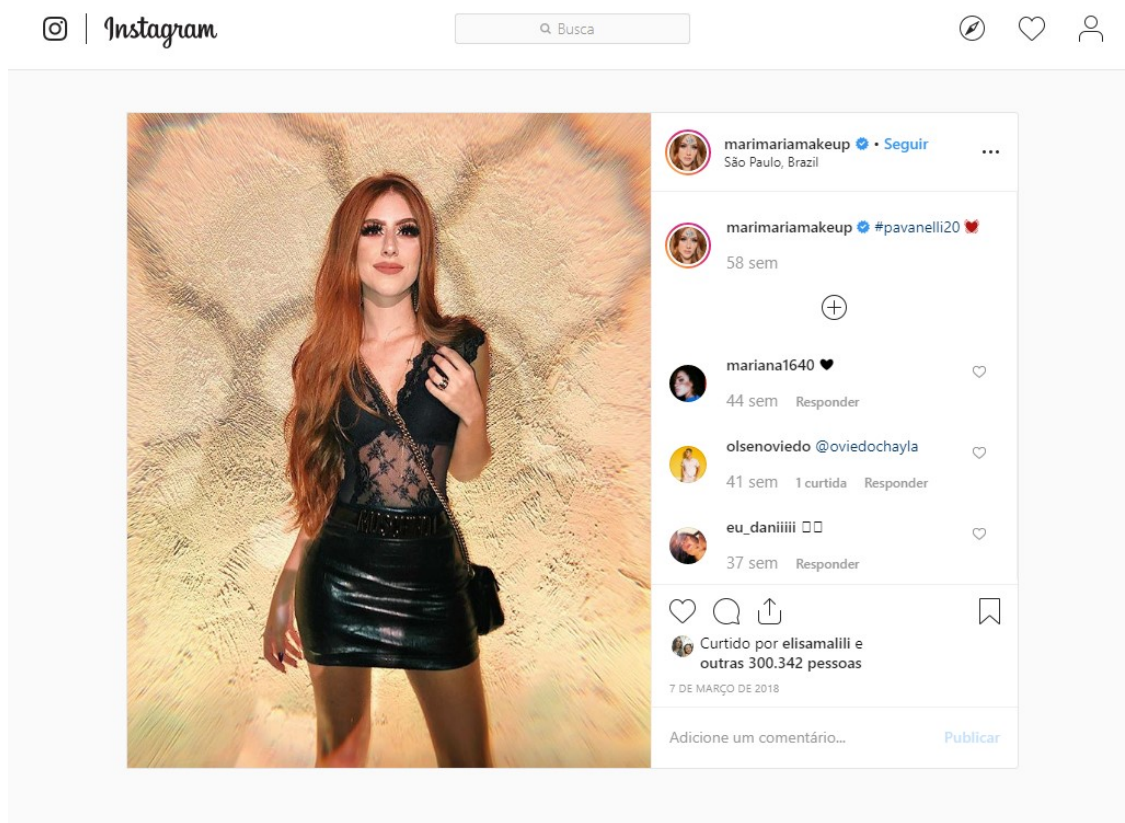 Instagram
Busca
marimariamakeup • Seguir
São Paulo, Brazil
marimariamakeup #pavanelli20
58 sem
mariana1640
44 sem Responder
olsenoviedo @oviedochayla
41 sem 1 curtida Responder
eu_daniiiii
37 sem Responder
Curtido por elisamalili e
outras 300.342 pessoas
7 DE MARÇO DE 2018
Adicione um comentário... Publicar